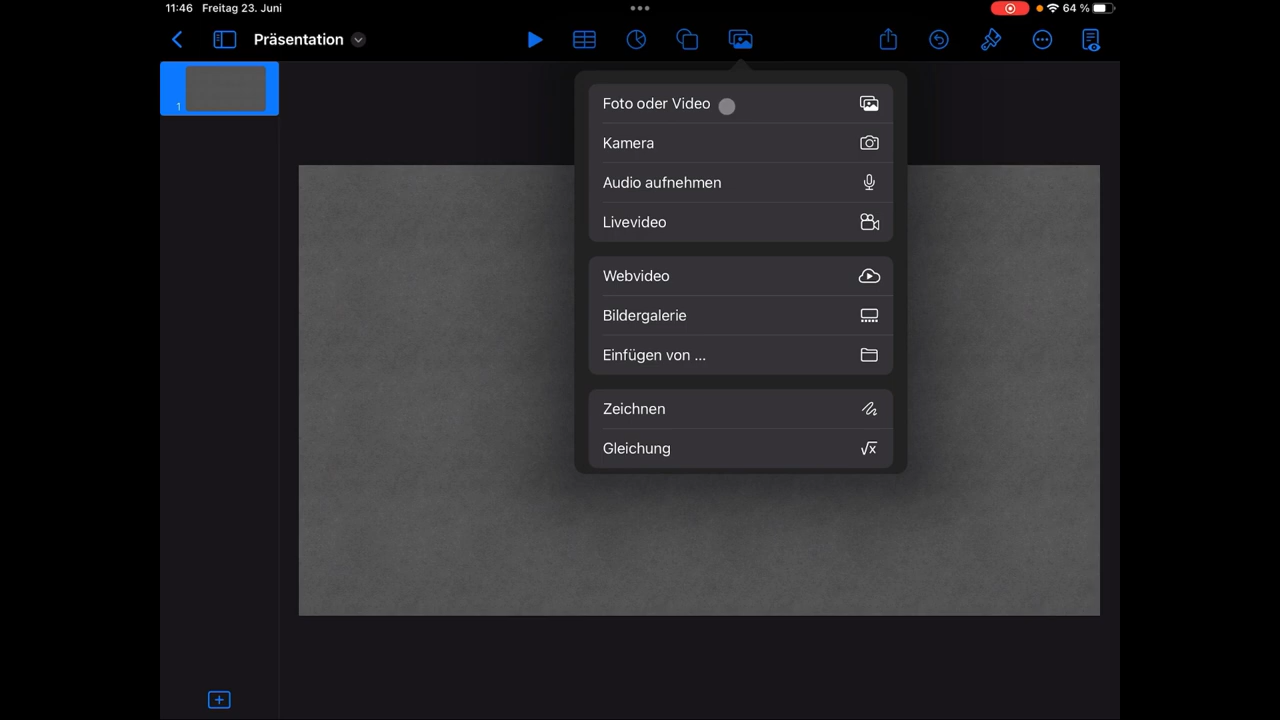 11:46 Freitag 23. Juni
64 %
Präsentation
1
Foto oder Video
Kamera
Audio aufnehmen
Livevideo
Webvideo
Bildergalerie
Einfügen von ...
Zeichnen
Gleichung